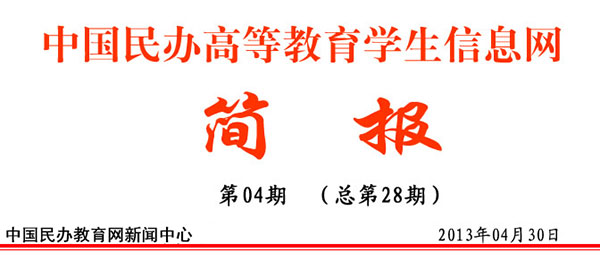 中国民办高等教育学生信息网
简 报
第04期 （总第28期）
中国民办教育网新闻中心 2013年04月30日